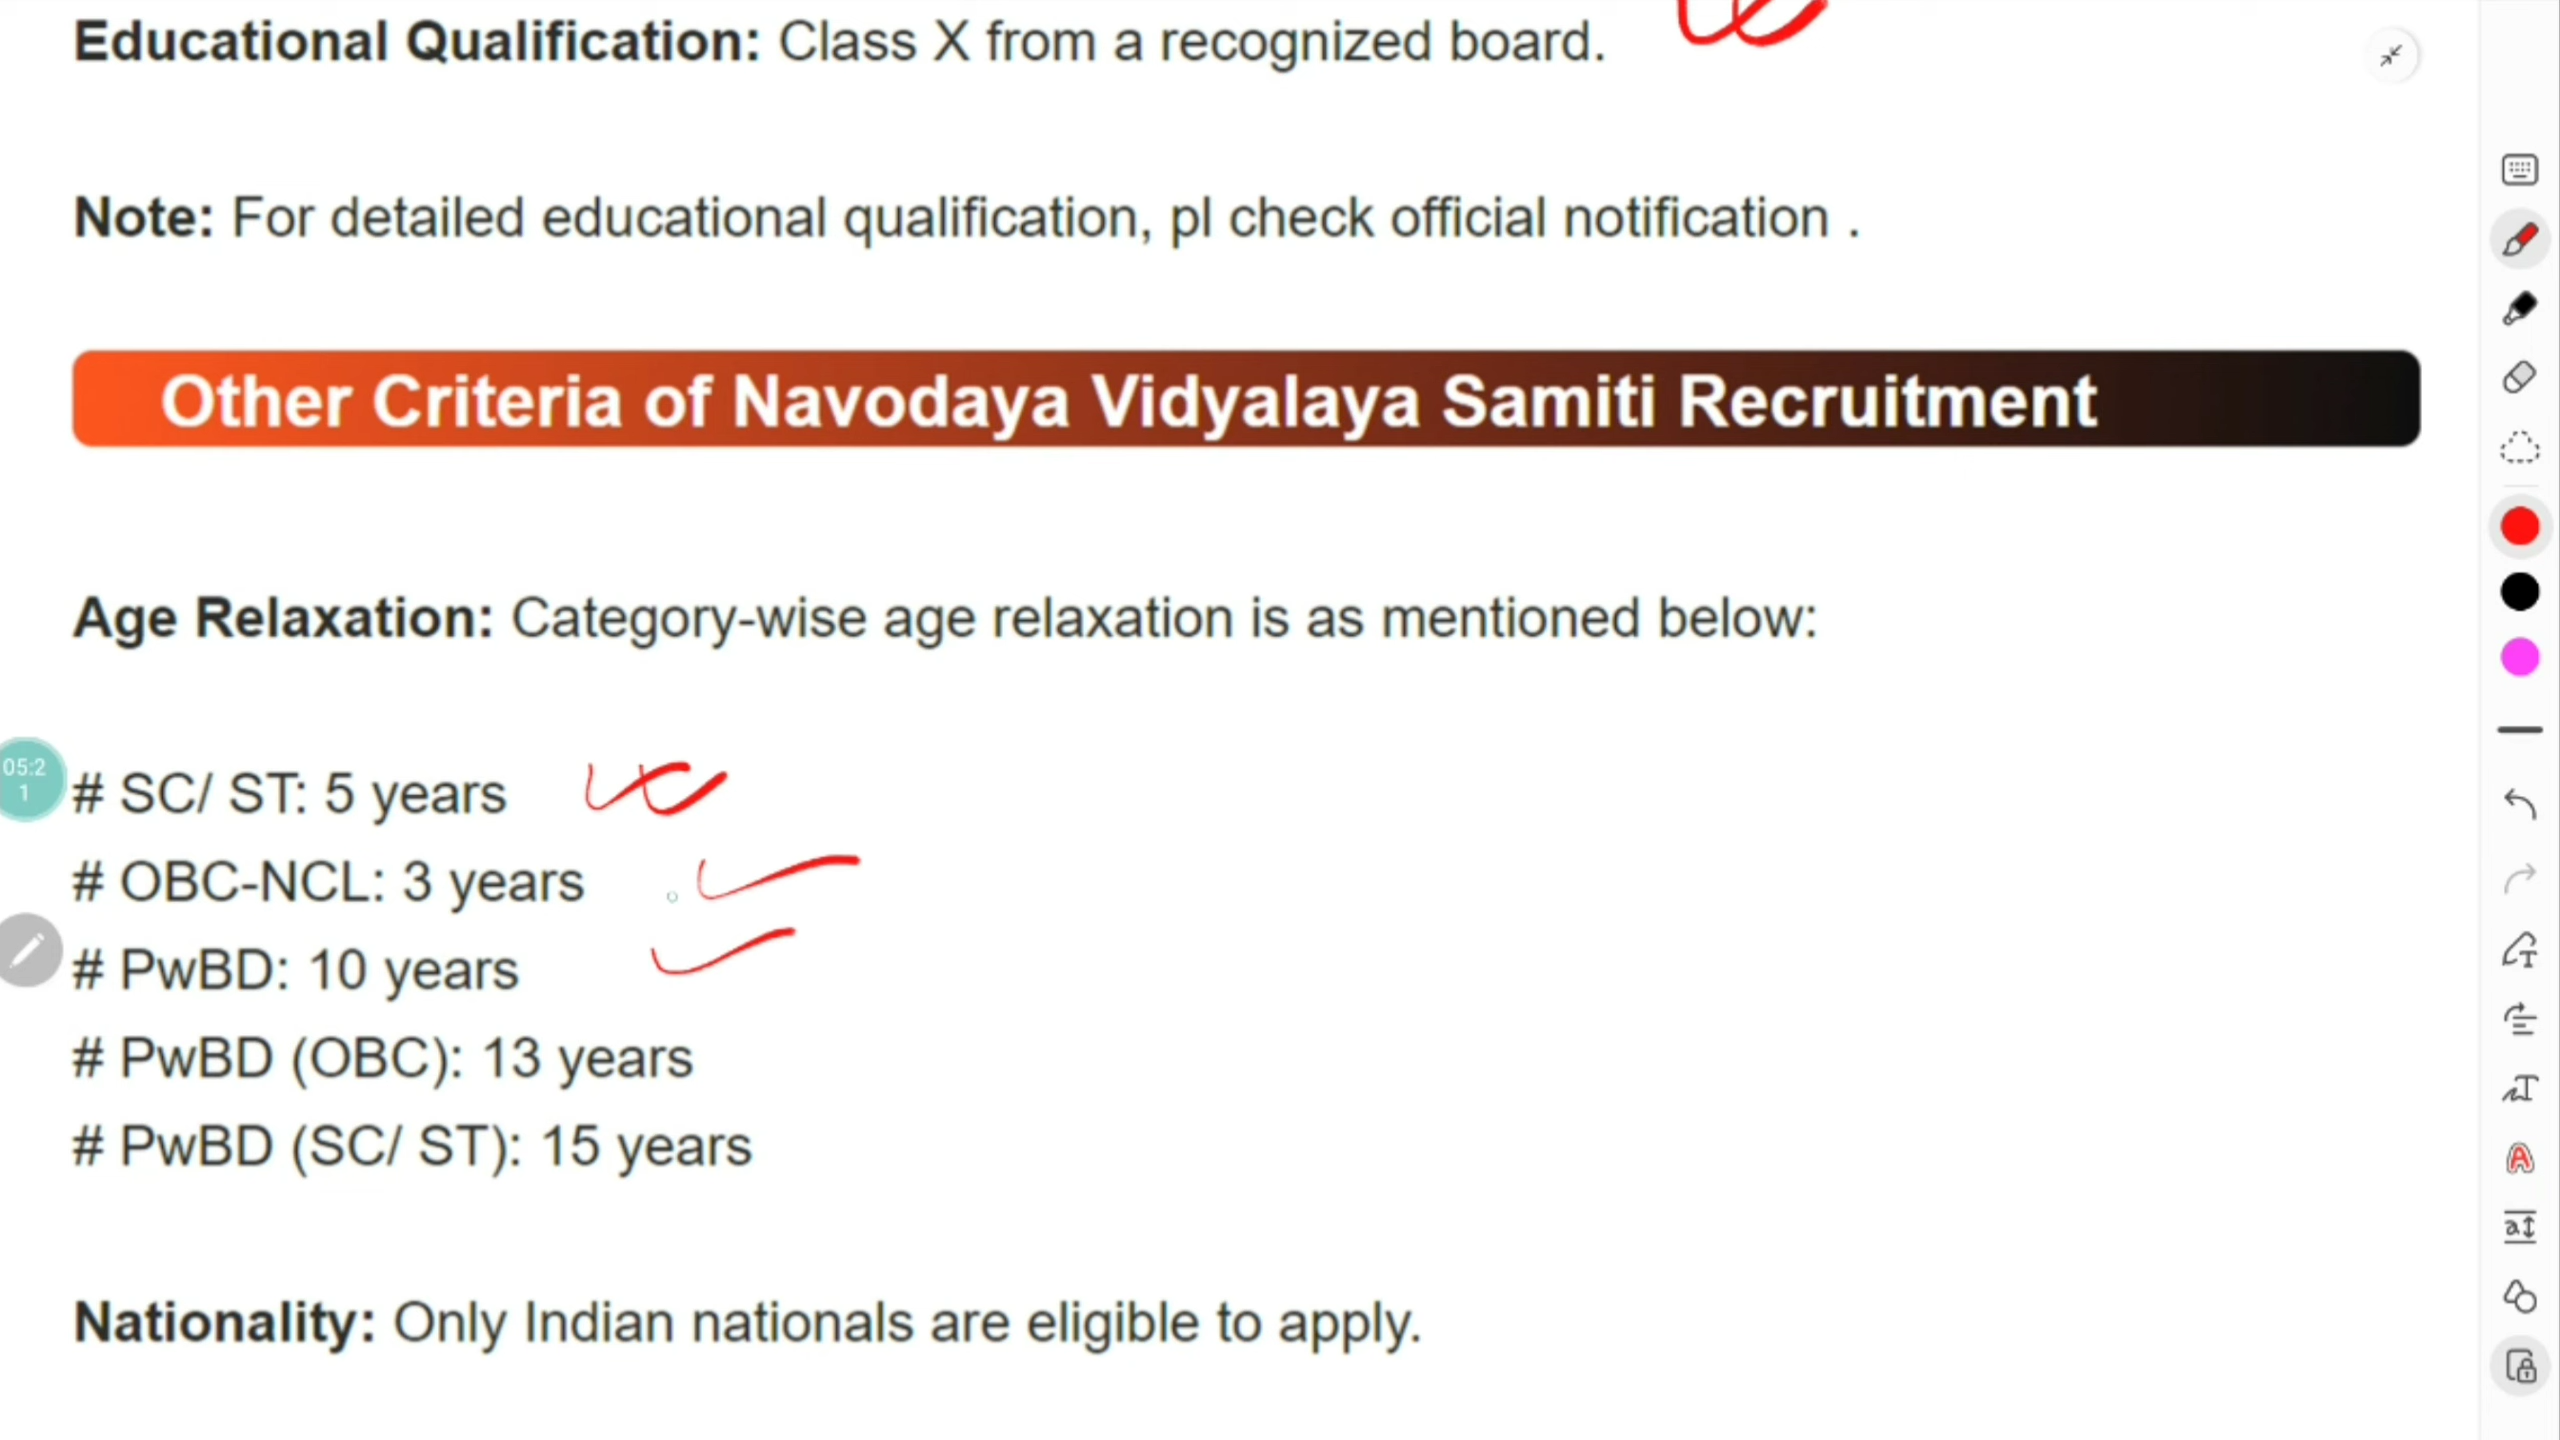 Educational Qualification: Class X from a recognized board.
Note: For detailed educational qualification, pl check official notification .
Other Criteria of Navodaya Vidyalaya Samiti Recruitment
Age Relaxation: Category-wise age relaxation is as mentioned below:
05:2
1
# SC/ ST: 5 years
# OBC-NCL: 3 years
# PwBD: 10 years
# PwBD (OBC): 13 years
# PwBD (SC/ ST): 15 years
Nationality: Only Indian nationals are eligible to apply.